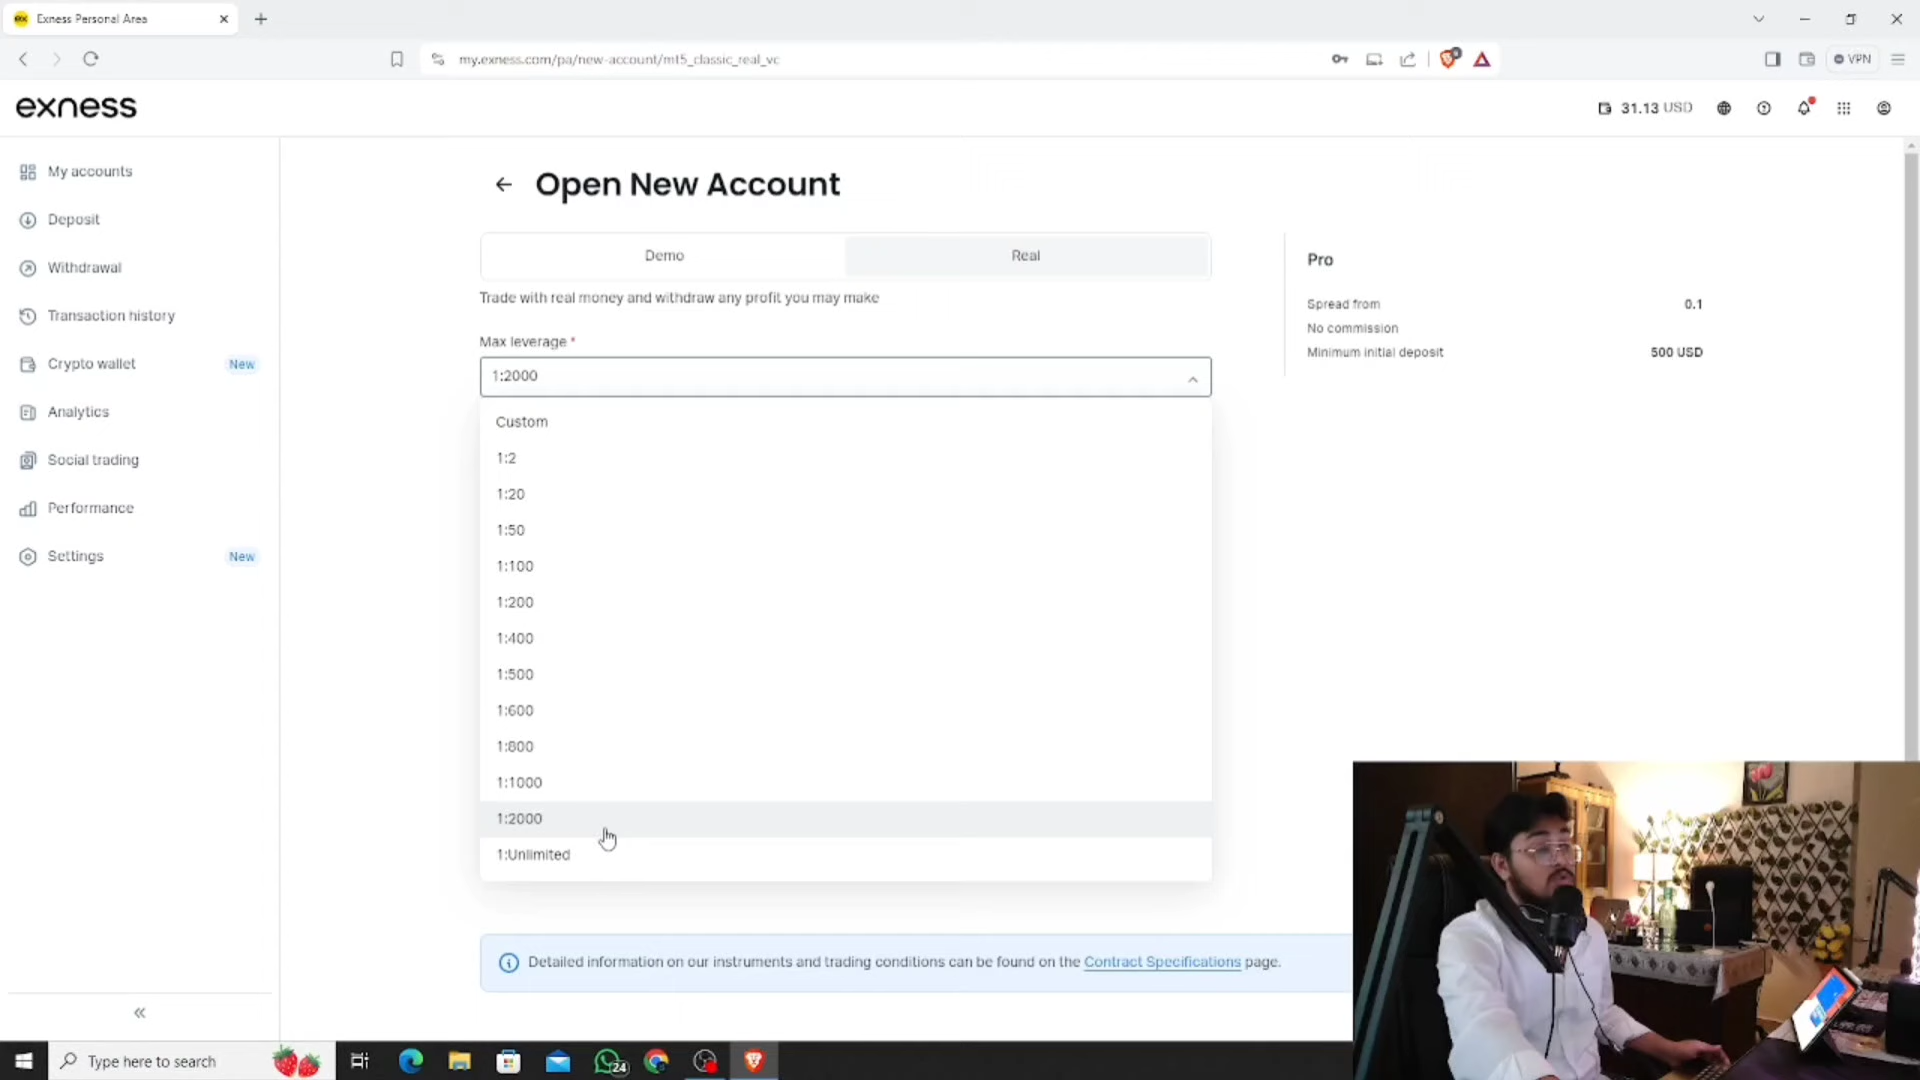 Exness Personal Area
my.exness.com/pa/new-account/mt5_classic_real_vc
VPN
exness
31.13 USD
My accounts
Deposit
Withdrawal
Transaction history
Crypto wallet New
Analytics
Social trading
Performance
Settings New
Open New Account
Demo
Real
Trade with real money and withdraw any profit you may make
Max leverage *
1:2000
Custom
1:2
1:20
1:50
1:100
1:200
1:400
1:500
1:600
1:800
1:1000
1:2000
1:Unlimited
Pro
Spread from 0.1
No commission
Minimum initial deposit 500 USD
Detailed information on our instruments and trading conditions can be found on the Contract Specifications page.
Type here to search
24